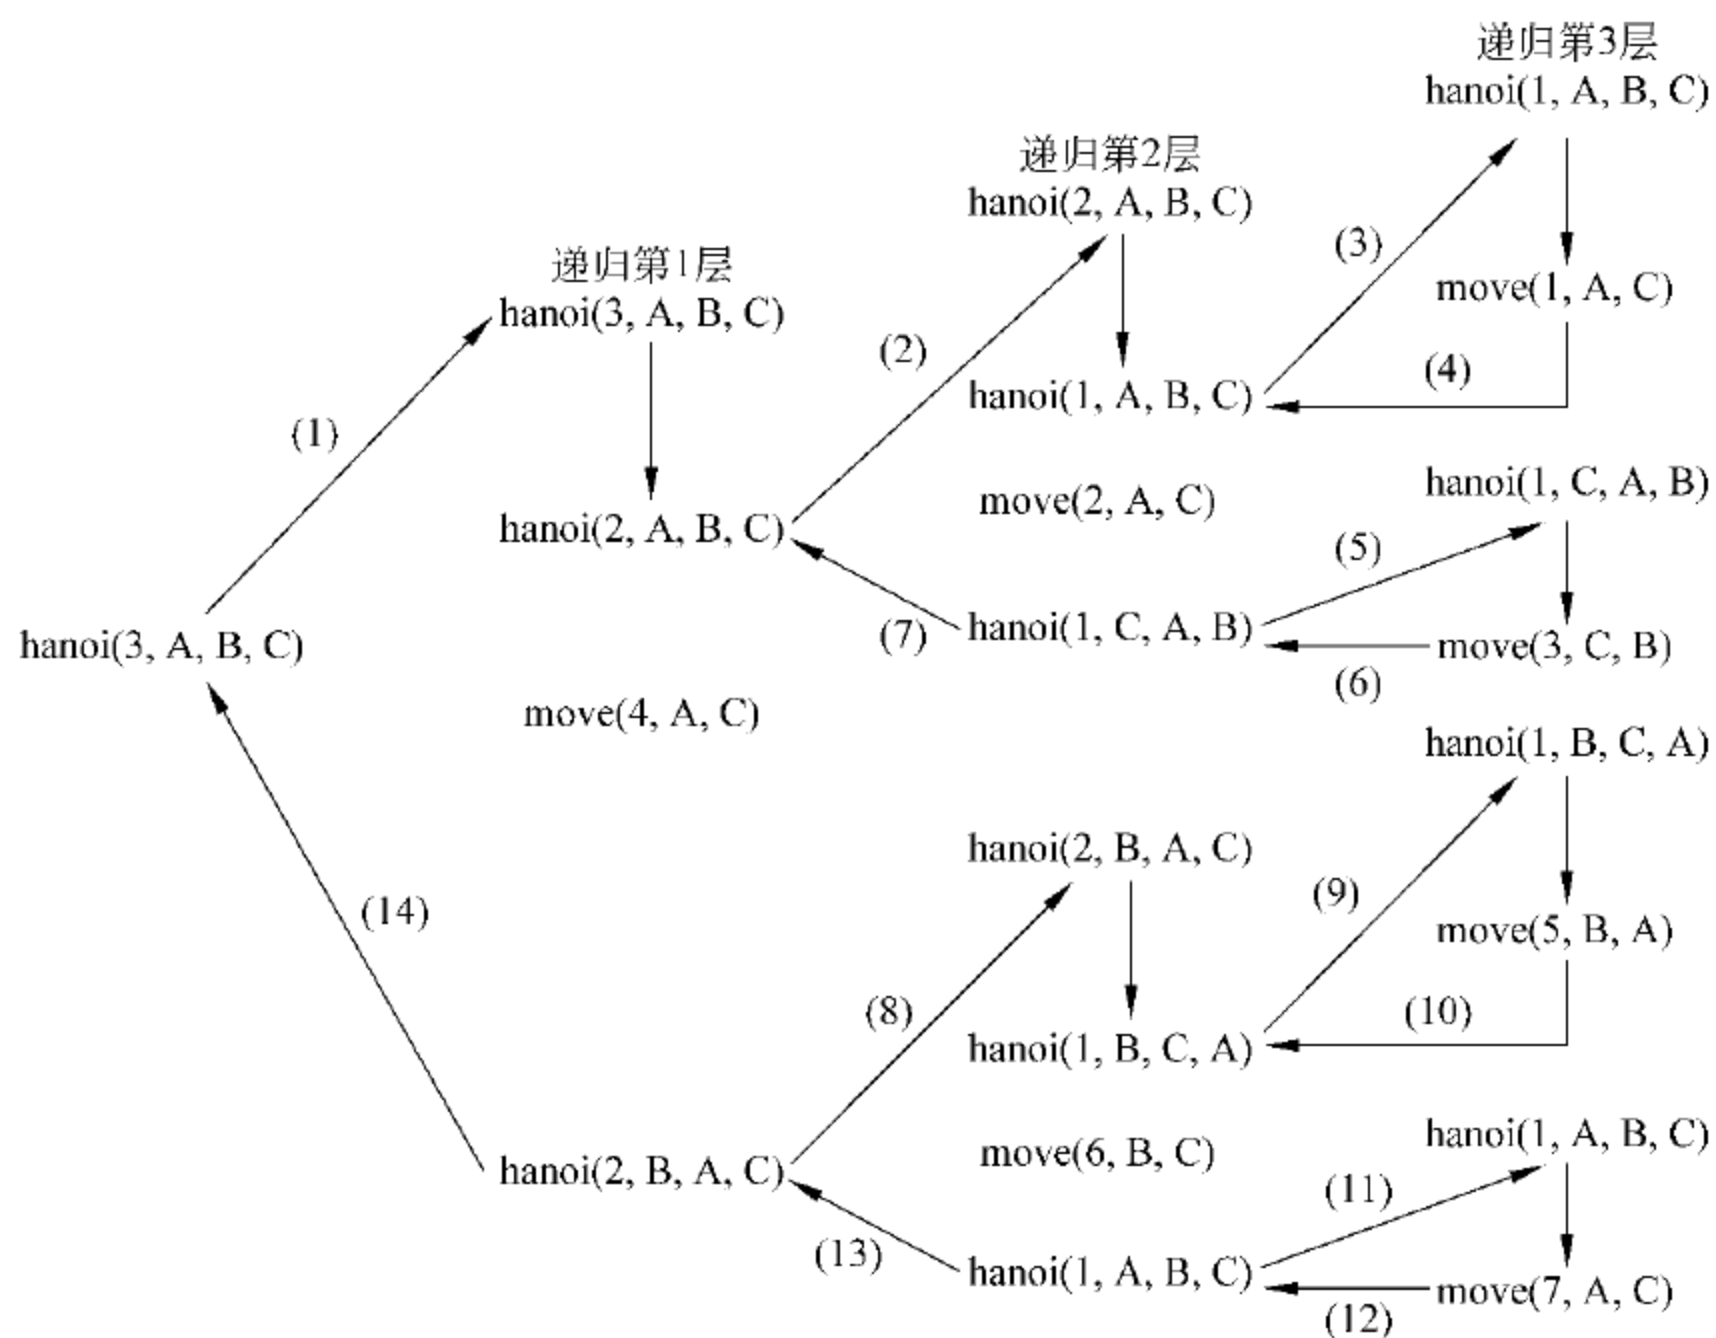 递归第3层
hanoi(1, A, B, C)
递归第2层
hanoi(2, A, B, C)
(3)
递归第1层
move(1, A, C)
hanoi(3, A, B, C)
(2)
(4)
hanoi(1, A, B, C)
(1)
hanoi(1, C, A, B)
move(2, A, C)
hanoi(2, A, B, C)
(5)
(7)
hanoi(1, C, A, B)
hanoi(3, A, B, C)
move(3, C, B)
(6)
move(4, A, C)
hanoi(1, B, C, A)
hanoi(2, B, A, C)
(9)
(14)
move(5, B, A)
(8)
(10)
hanoi(1, B, C, A)
hanoi(1, A, B, C)
move(6, B, C)
hanoi(2, B, A, C)
(11)
(13)
hanoi(1, A, B, C)
move(7, A, C)
(12)